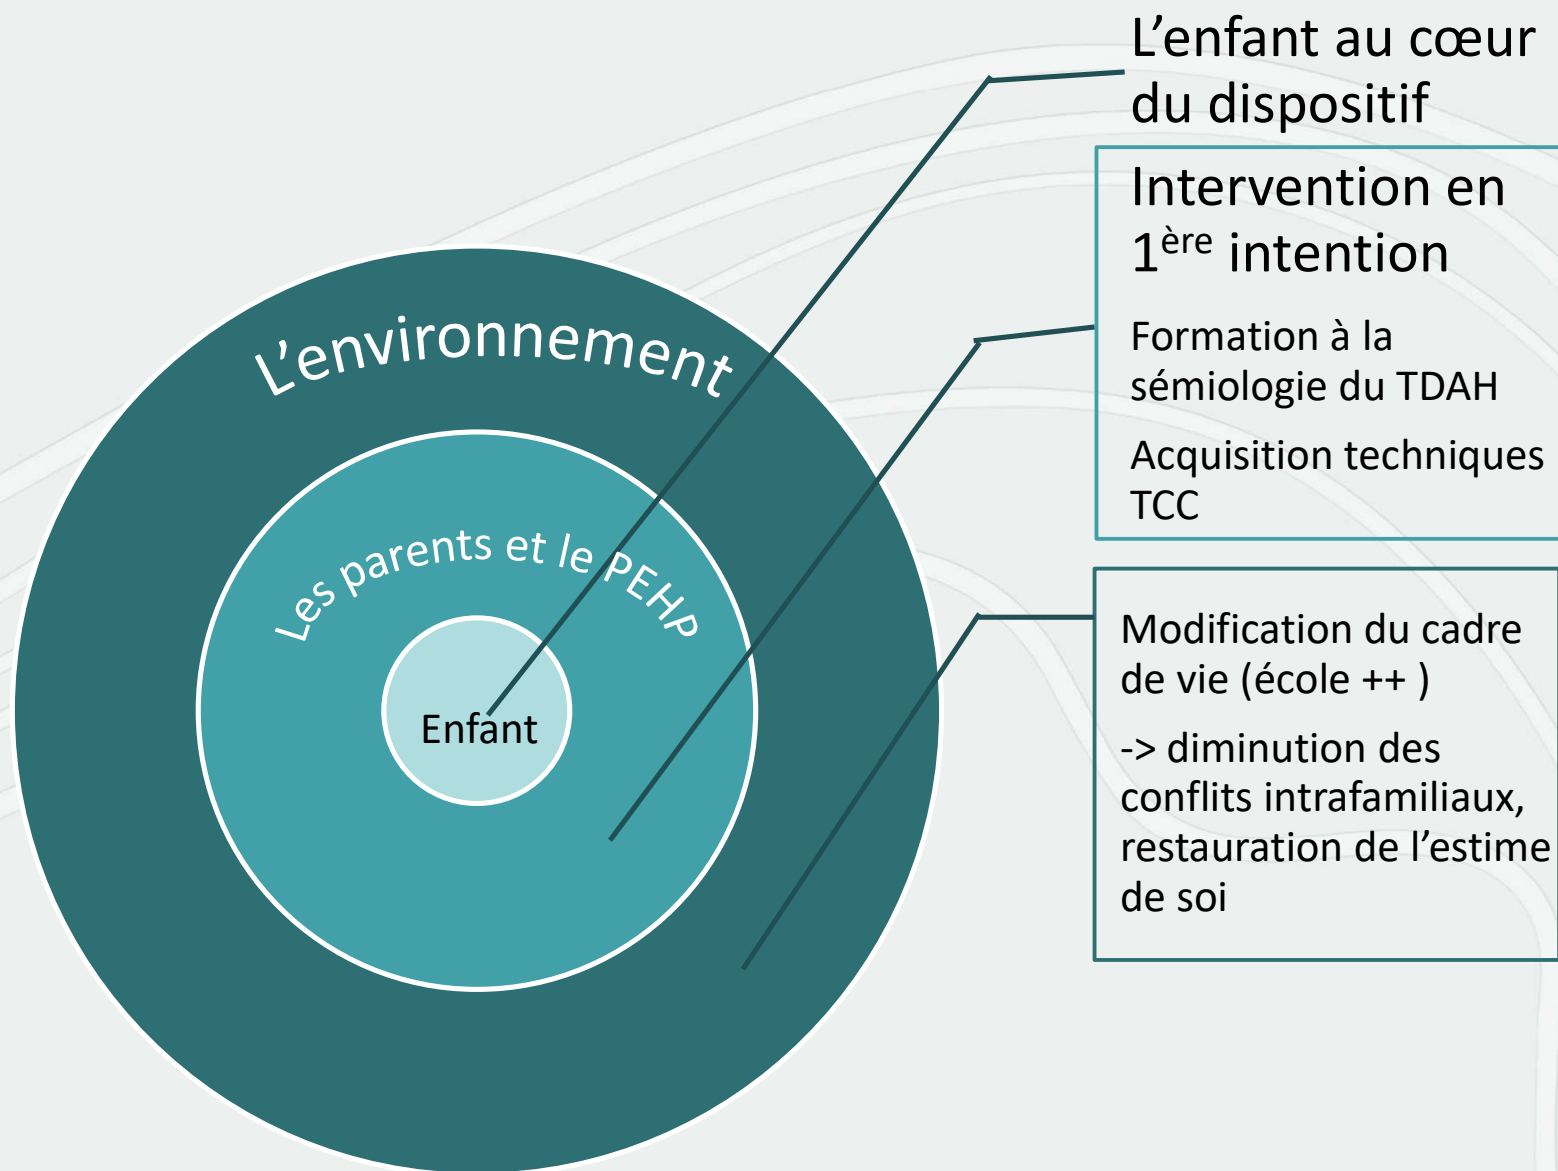 L’enfant au cœur
du dispositif
Intervention en
1ère intention
Formation à la
sémiologie du TDAH
Acquisition techniques
TCC
Modification du cadre
de vie (école ++ )
-> diminution des
conflits intrafamiliaux,
restauration de l’estime
de soi
L’environnement
Les parents et le PEHP
Enfant